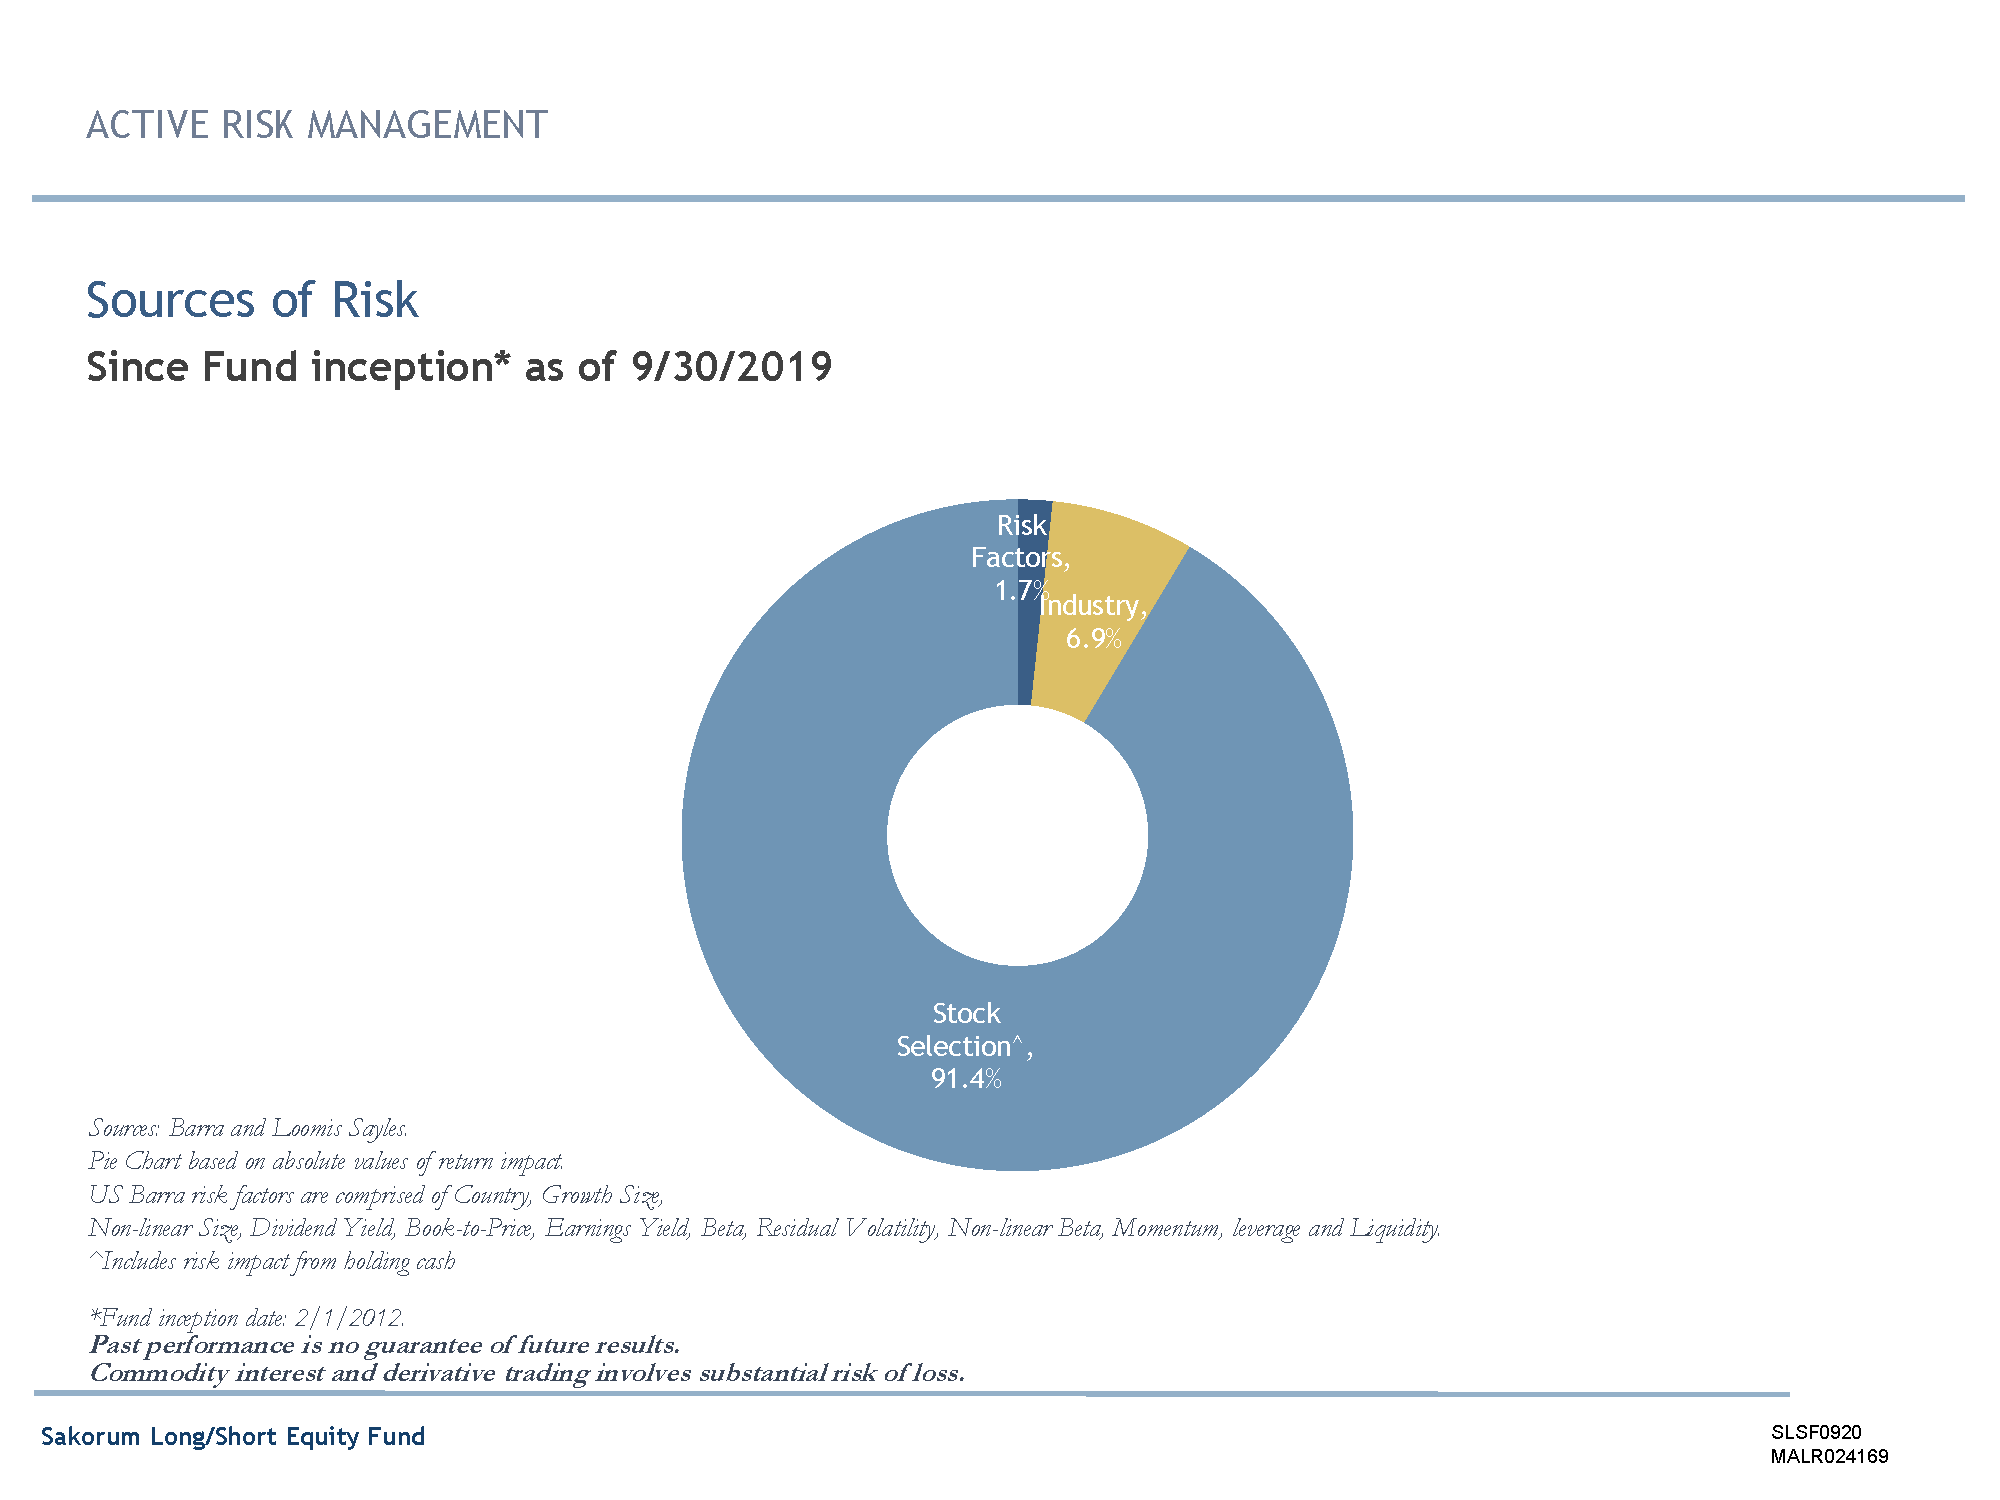 ACTIVE RISK MANAGEMENT
Sources of Risk
Since Fund inception* as of 9/30/2019
Risk
Factors,
1.7%
Industry,
6.9%
Stock
Selection^,
91.4%
Sources: Barra and Loomis Sayles.
Pie Chart based on absolute values of return impact.
US Barra risk factors are comprised of Country, Growth Size,
Non-linear Size, Dividend Yield, Book-to-Price, Earnings Yield, Beta, Residual Volatility, Non-linear Beta, Momentum, leverage and Liquidity.
^Includes risk impact from holding cash
*Fund inception date: 2/1/2012.
Past performance is no guarantee of future results.
Commodity interest and derivative trading involves substantial risk of loss.
Sakorum Long/Short Equity Fund
SLSF0920
MALR024169